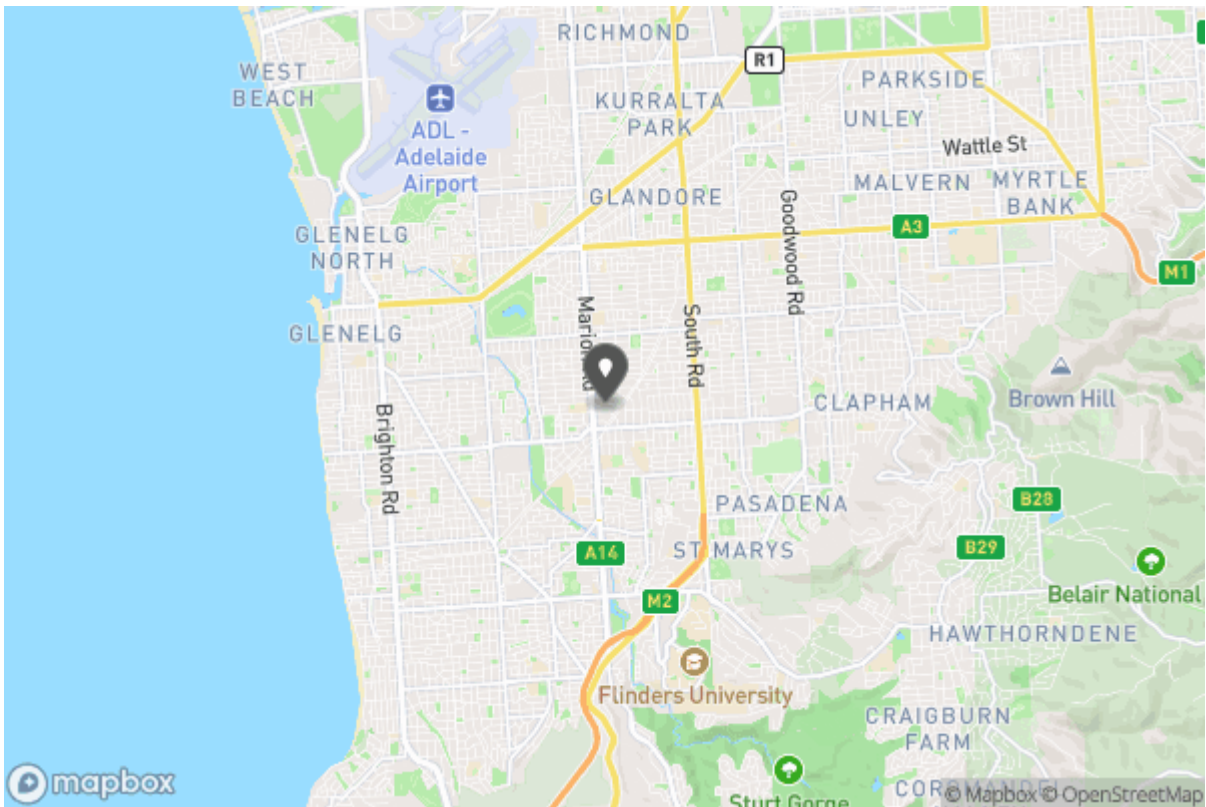 RICHMOND
R1
WEST
BEACH
PARKSIDE
KURRALTA
PARK
UNLEY
ADL -
Adelaide
Airport
Wattle St
GLANDORE
MALVERN
MYRTLE
BANK
Goodwood Rd
A3
GLENELG
NORTH
M1
GLENELG
South Rd
Brown Hill
CLAPHAM
Brighton Rd
PASADENA
B28
ST MARYS
A14
B29
M2
Belair National
HAWTHORNDENE
Flinders University
CRAIGBURN
FARM
Sturt Gorge
mapbox
© Mapbox © OpenStreetMap